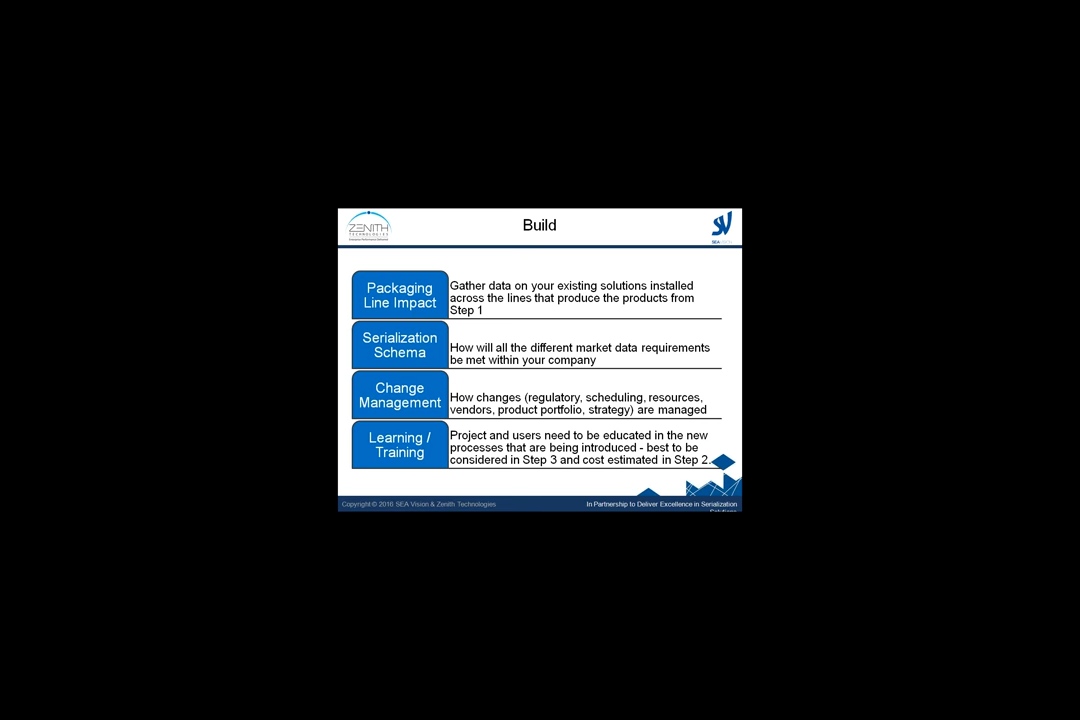 ZENITH
TECHNOLOGIES
Build
SV
SEA
Packaging
Line Impact
Gather data on your existing solutions installed
across the lines that produce the products from
Step 1
Serialization
Schema
How will all the different market data requirements
be met within your company
Change
Management
How changes (regulatory, scheduling, resources,
vendors, product portfolio, strategy) are managed
Learning /
Training
Project and users need to be educated in the new
processes that are being introduced - best to be
considered in Step 3 and cost estimated in Step 2.
Copyright © 2016 SEA Vision & Zenith Technologies
In Partnership to Deliver Excellence in Serialization
Solutions